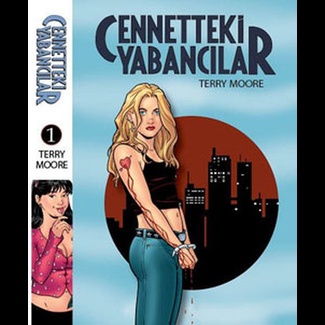 CENNETTEKİ
YABANCILAR
1
TERRY
MOORE
CENNETTEKİ
YABANCILAR
TERRY MOORE